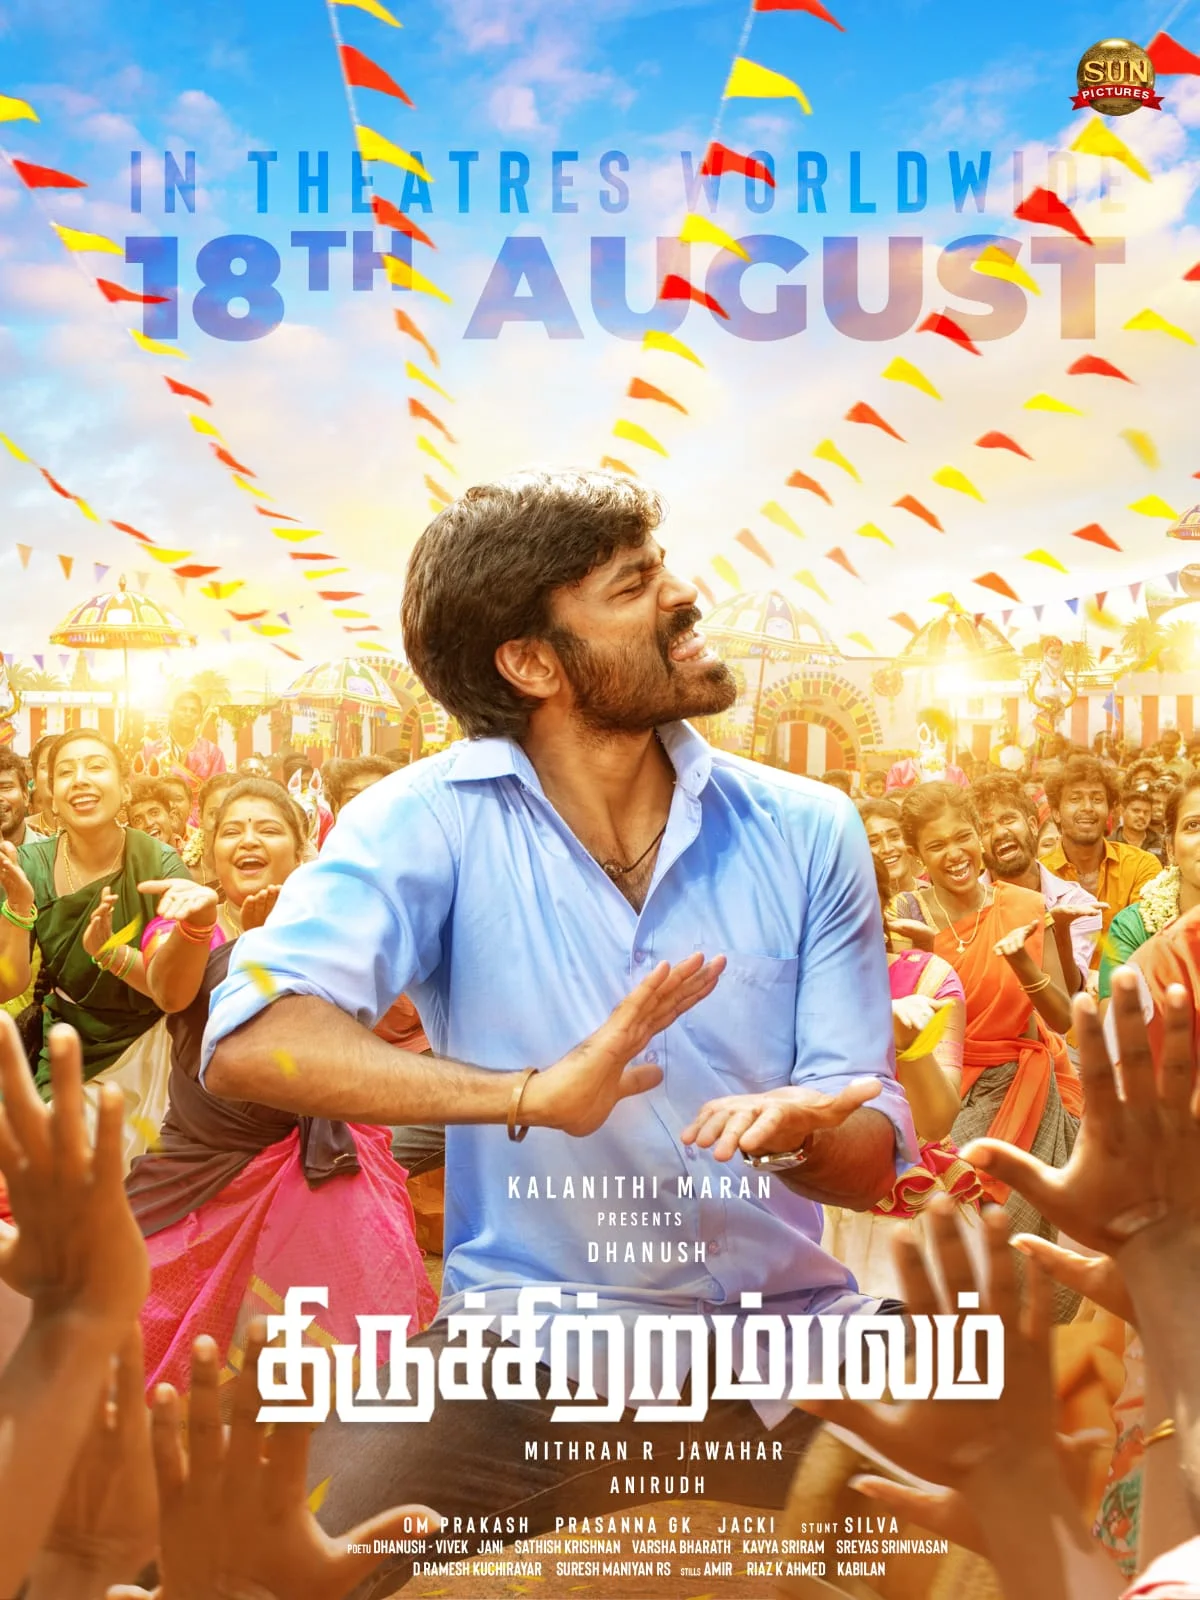 SUN
PICTURES
IN THEATRES WORLDWIDE
18TH AUGUST
KALANITHI MARAN
PRESENTS
DHANUSH
திருச்சிற்றம்பலம்
MITHRAN R JAWAHAR
ANIRUDH
OM PRAKASH PRASANNA GK JACKI STUNT SILVA
POETU DHANUSH - VIVEK JANI SATHISH KRISHNAN VARSHA BHARATH KAVYA SRIRAM SREYAS SRINIVASAN
D RAMESH KUCHIRAYAR SURESH MANIYAN RS STILLS AMIR RIAZ K AHMED KABILAN